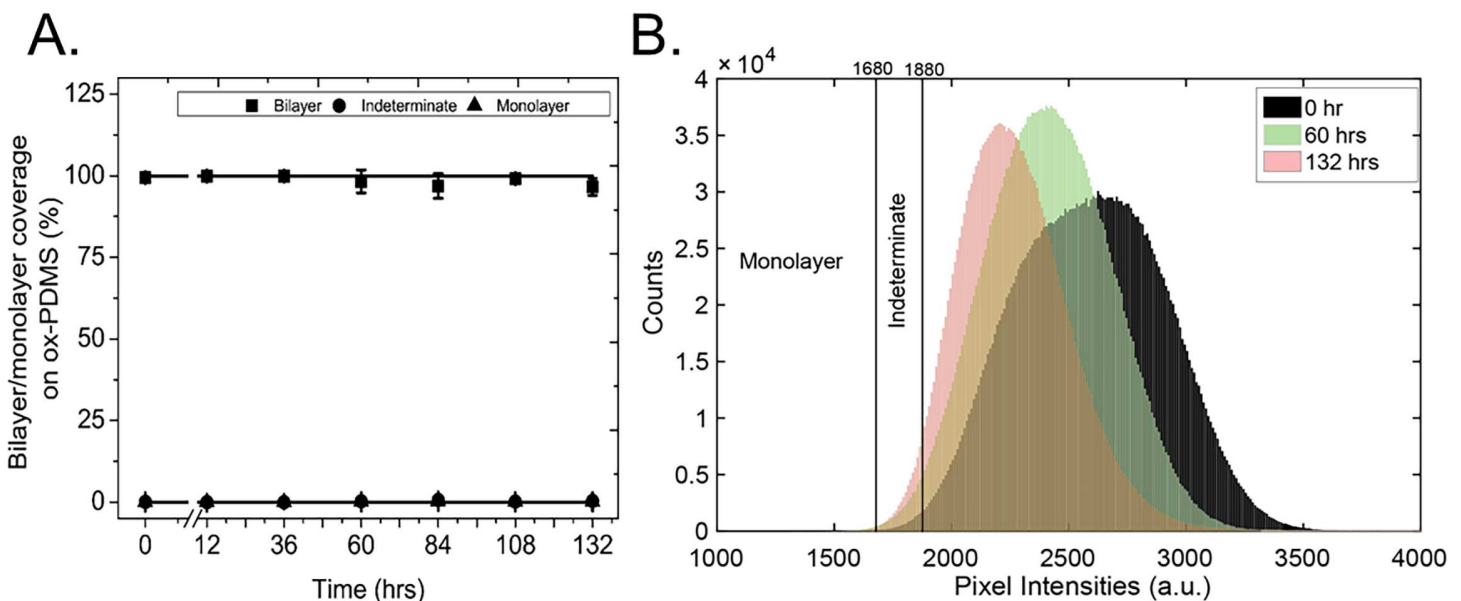 A.
Bilayer/monolayer coverage
on ox-PDMS (%)
125
100
75
50
25
0
Bilayer Indeterminate Monolayer
0 12 36 60 84 108 132
Time (hrs)
B.
× 10⁴
1680 1880
Counts
4
3.5
3
2.5
2
1.5
1
0.5
0
Monolayer
Indeterminate
0 hr
60 hrs
132 hrs
1000 1500 2000 2500 3000 3500 4000
Pixel Intensities (a.u.)